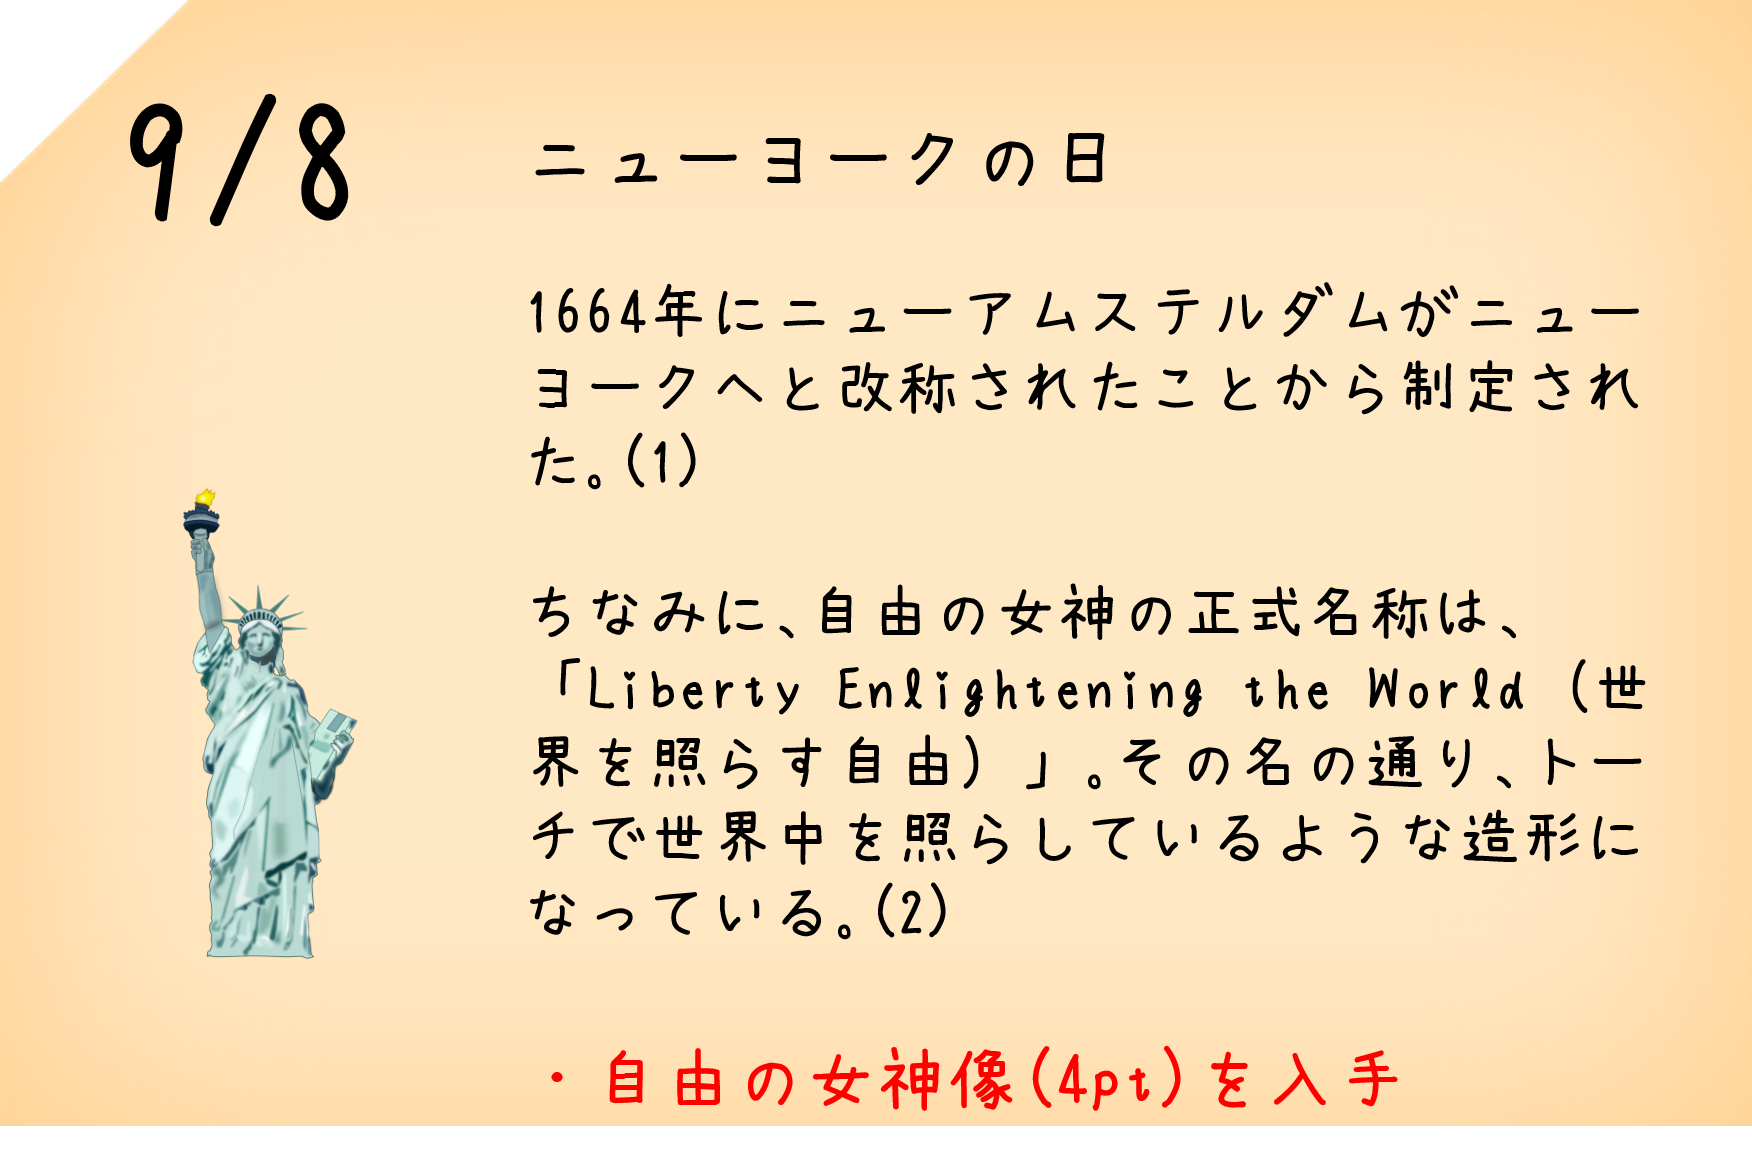 9/8
ニューヨークの日
1664年にニューアムステルダムがニュー
ヨークへと改称されたことから制定され
た。(1)
ちなみに、自由の女神の正式名称は、
「Liberty Enlightening the World (世
界を照らす自由) 」。その名の通り、トー
チで世界中を照らしているような造形に
なっている。(2)
・自由の女神像(4pt)を入手